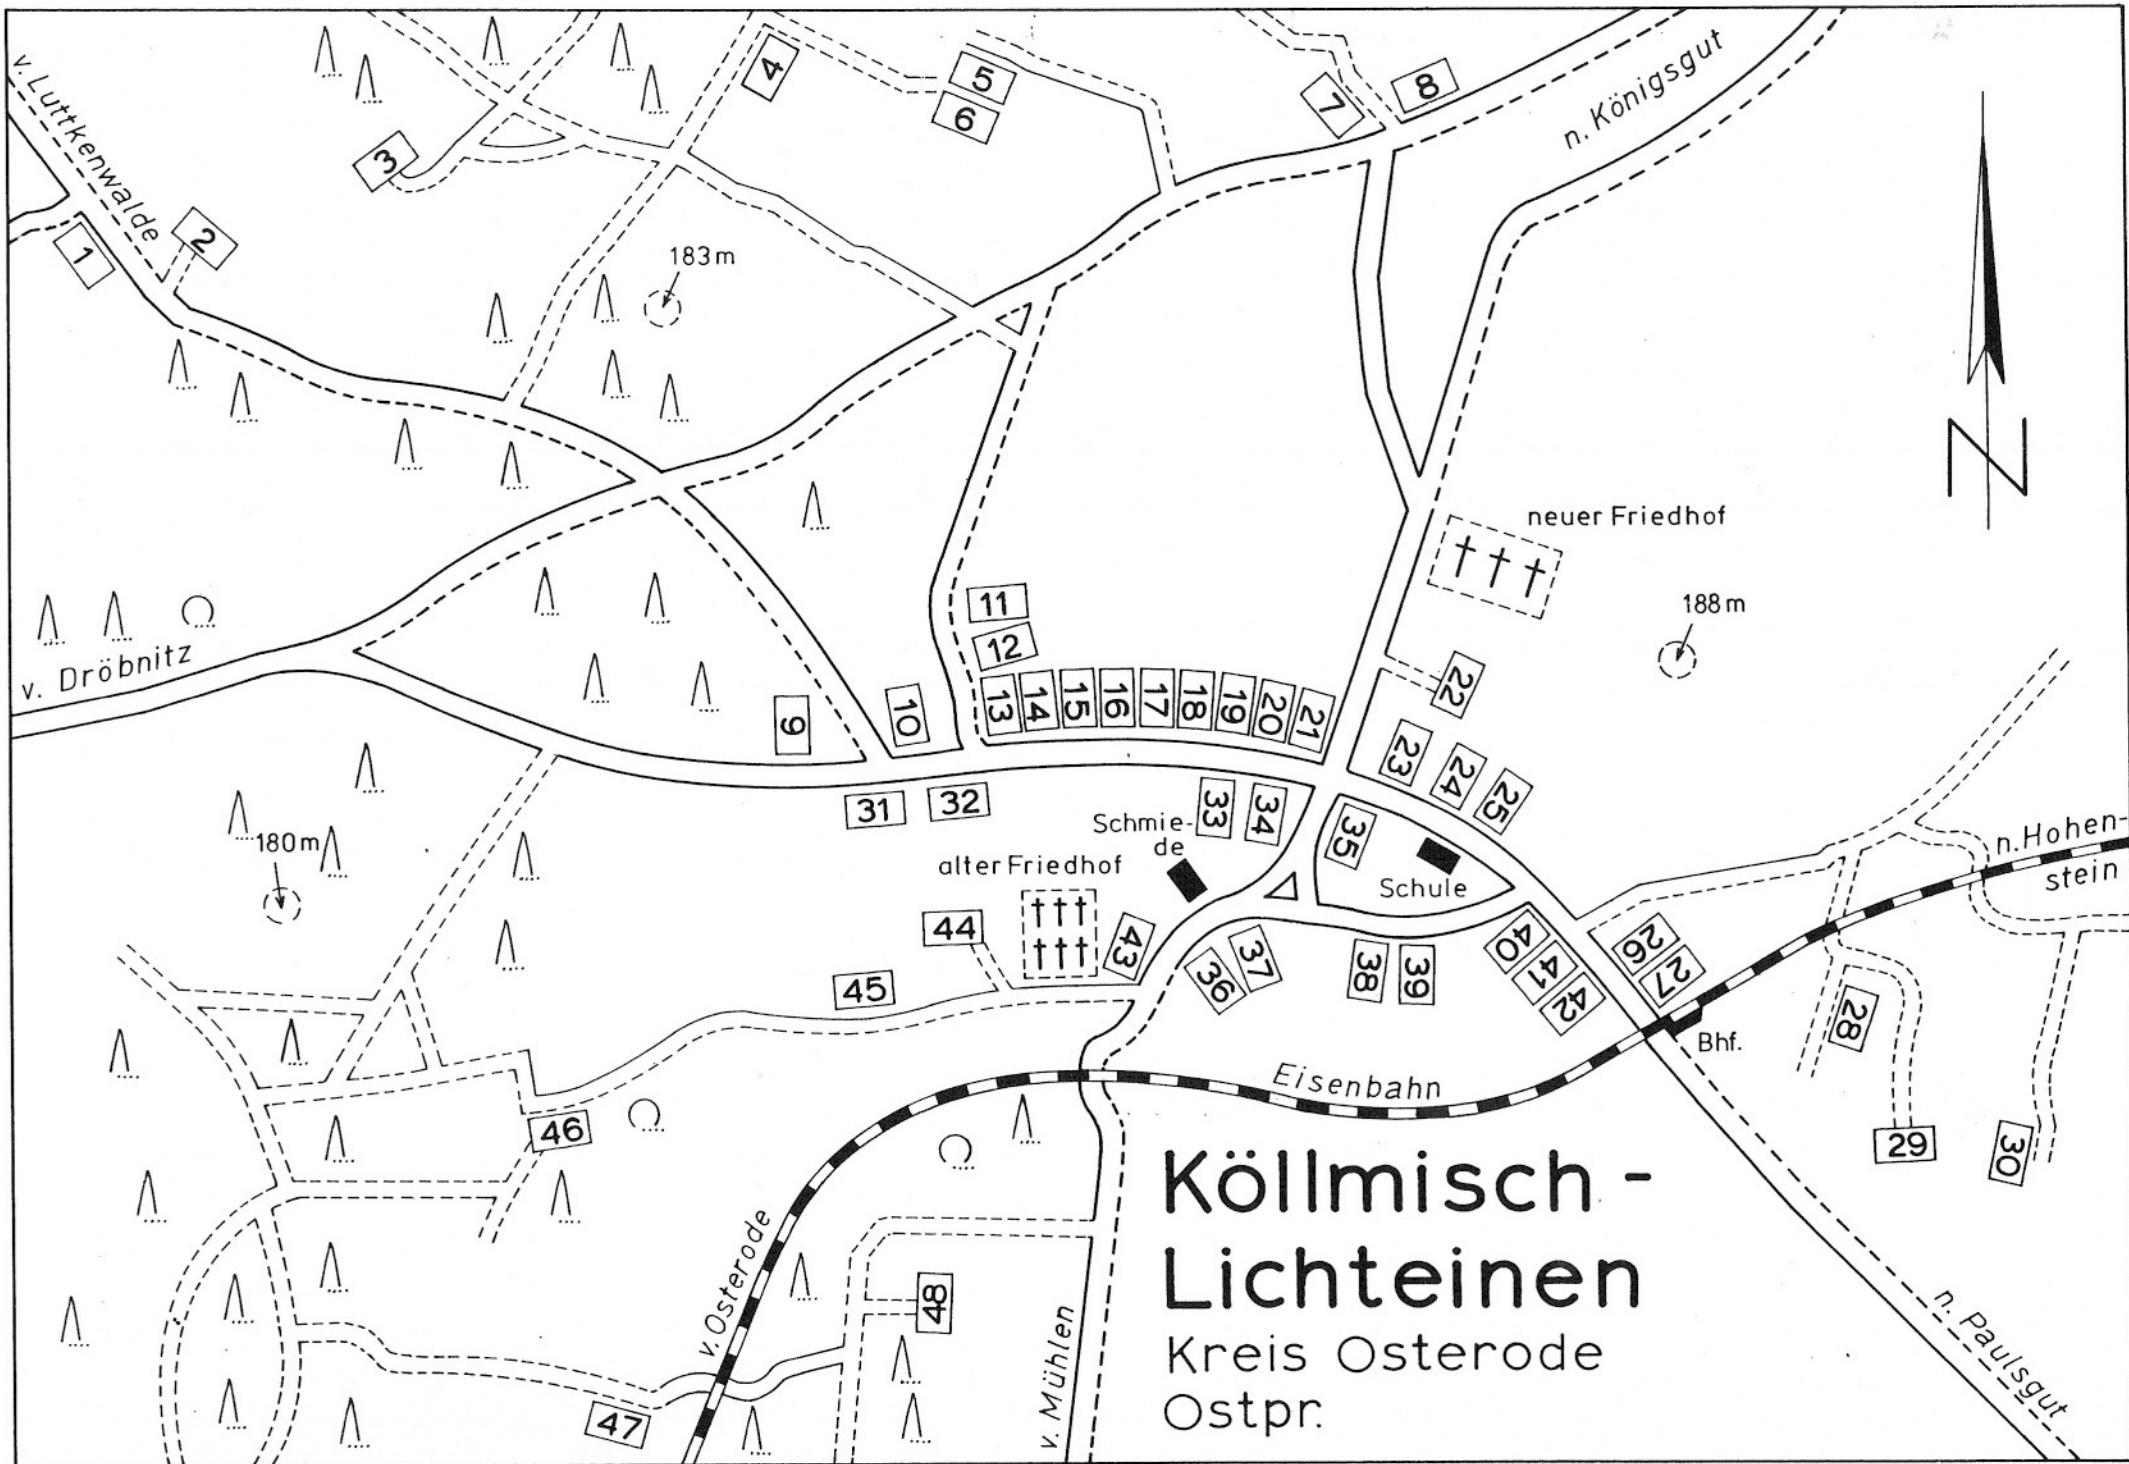 v. Luttkenwalde
1
2
3
4
5
6
7
8
n. Königsgut
183 m
N
neuer Friedhof
188 m
v. Dröbnitz
9
10
11
12
13
14
15
16
17
18
19
20
21
22
23
24
25
31
32
33
34
35
Schmie-
de
Schule
alter Friedhof
180 m
n. Hohen-
stein
26
27
28
29
30
Bhf.
36
37
38
39
40
41
42
43
44
45
46
47
48
Eisenbahn
v. Osterode
v. Mühlen
n. Paulsgut
Köllmisch -
Lichteinen
Kreis Osterode
Ostpr.